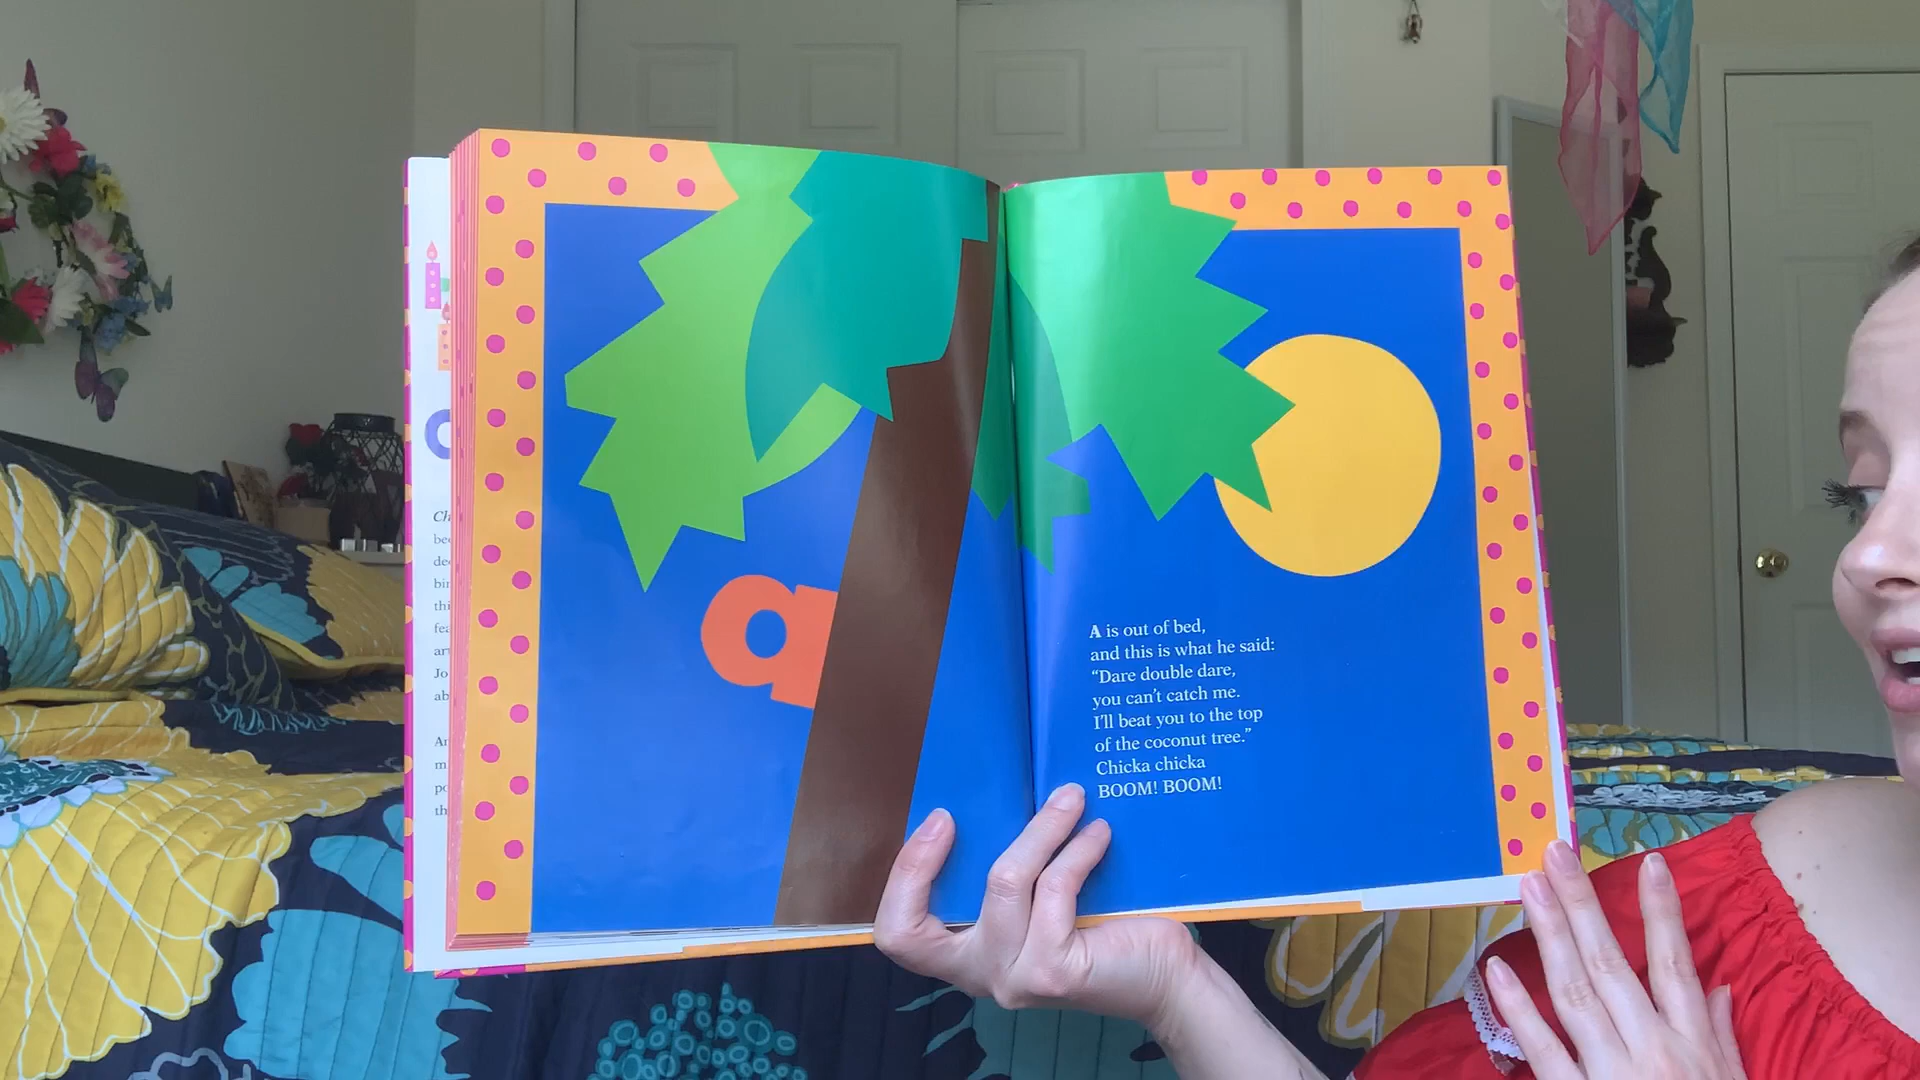 a
A is out of bed,
and this is what he said:
“Dare double dare,
you can’t catch me.
I’ll beat you to the top
of the coconut tree.”
Chicka chicka
BOOM! BOOM!